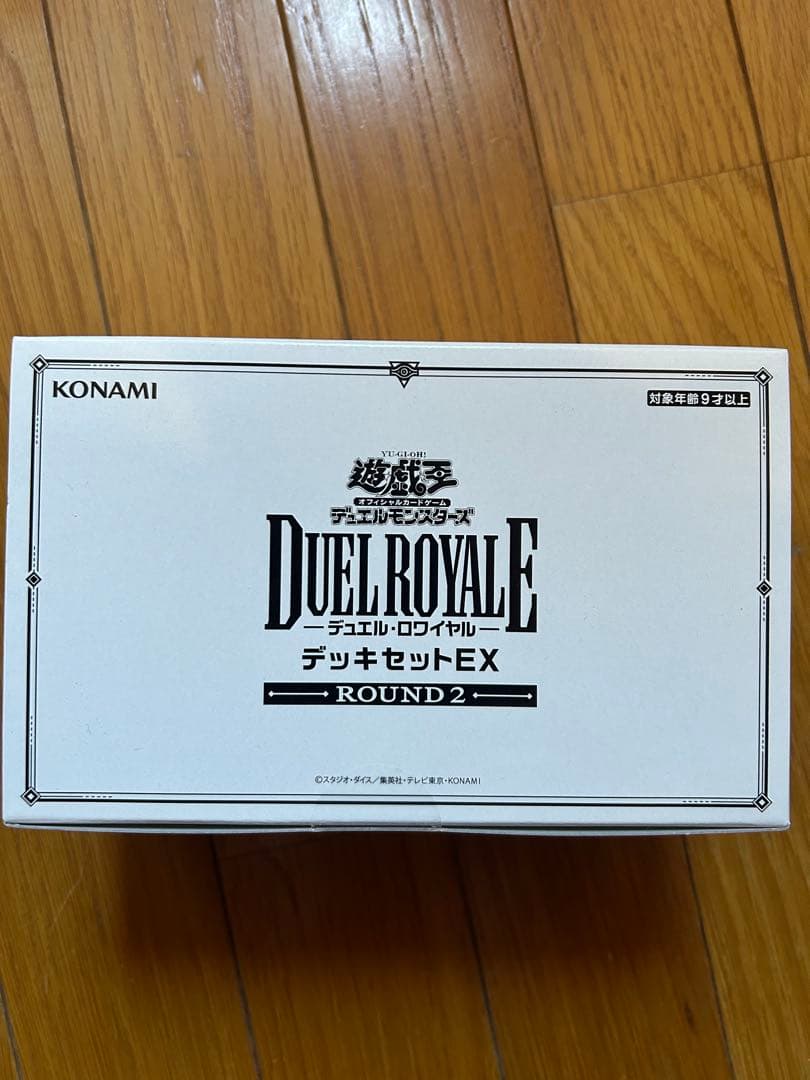 KONAMI
対象年齢9才以上
YU-GI-OH!
遊戯王
オフィシャルカードゲーム
デュエルモンスターズ
DUEL ROYALE
デュエル・ロワイヤル
デッキセットEX
ROUND 2
©スタジオ・ダイス/集英社・テレビ東京・KONAMI